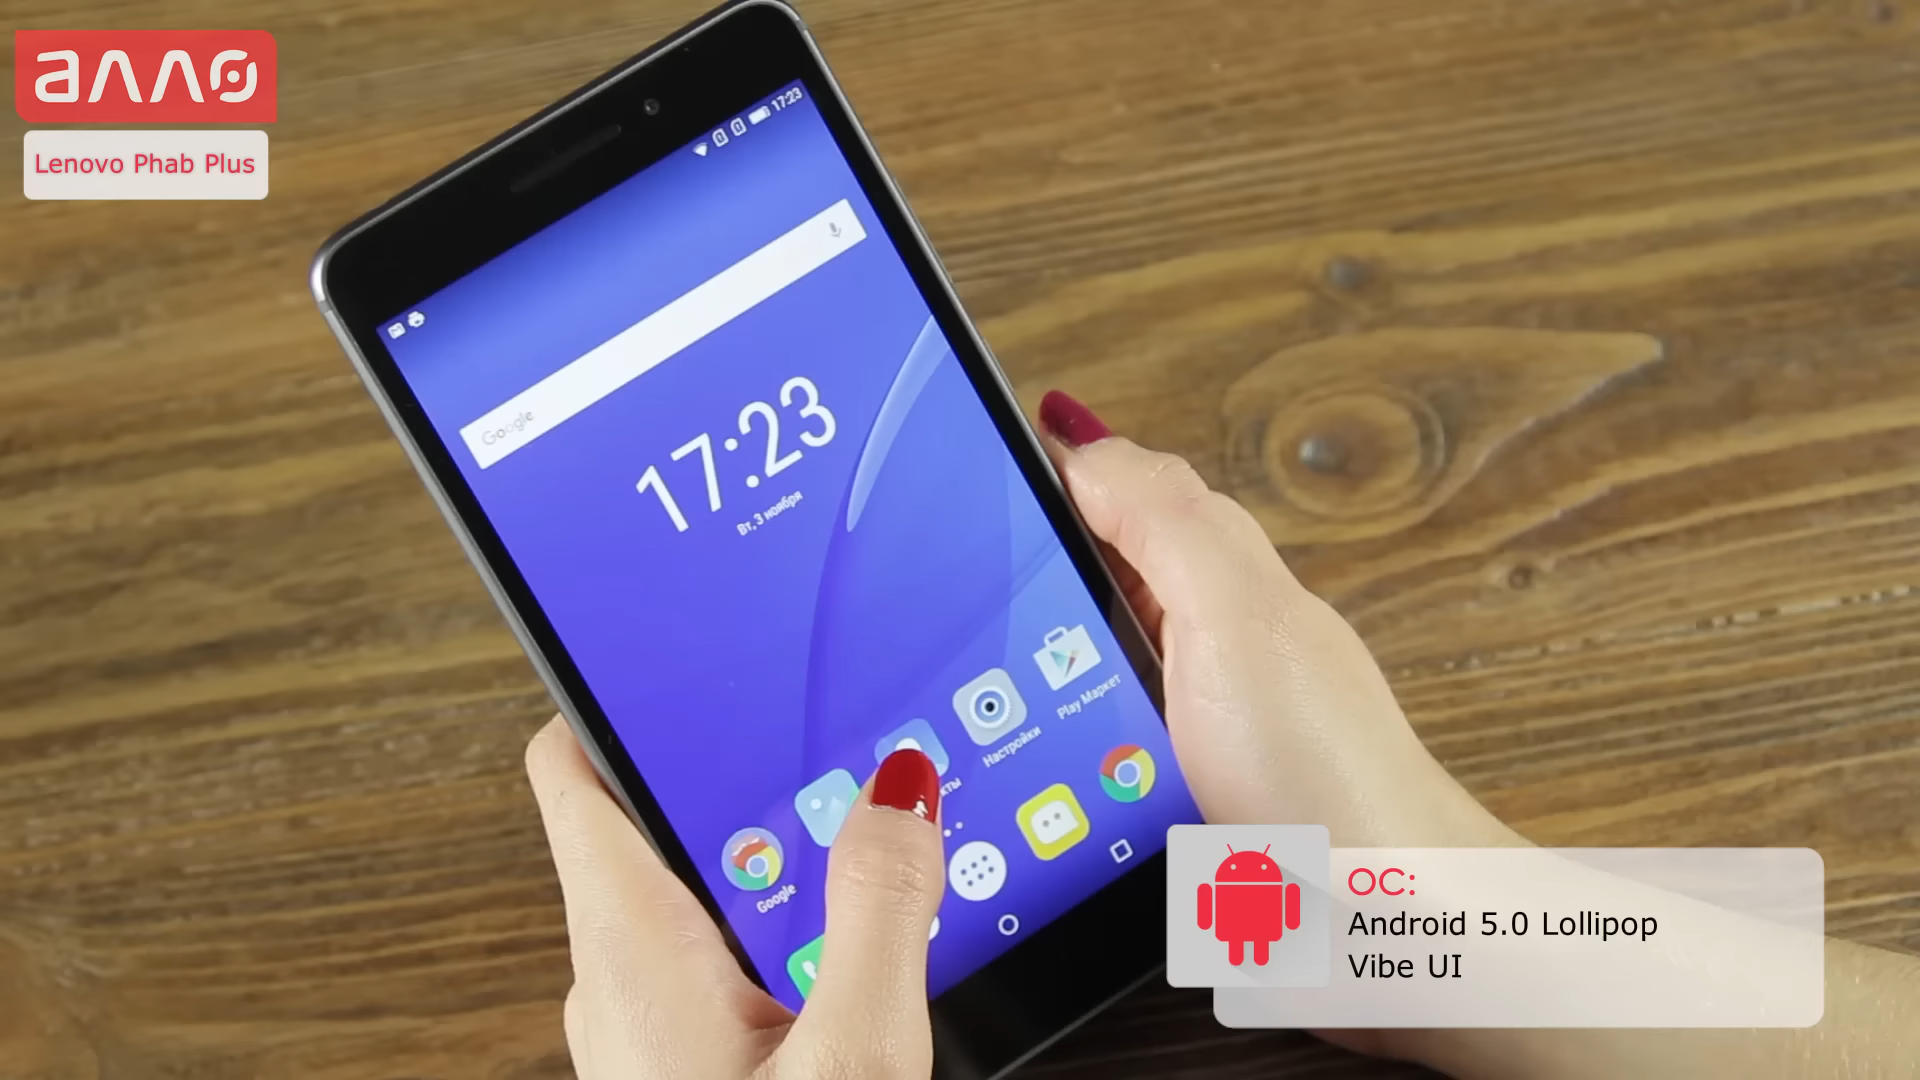 алло
Lenovo Phab Plus
17:23
Google
17:23
Вт, 3 ноября
Play Маркет
Настройки
кты
Google
ОС:
Android 5.0 Lollipop
Vibe UI